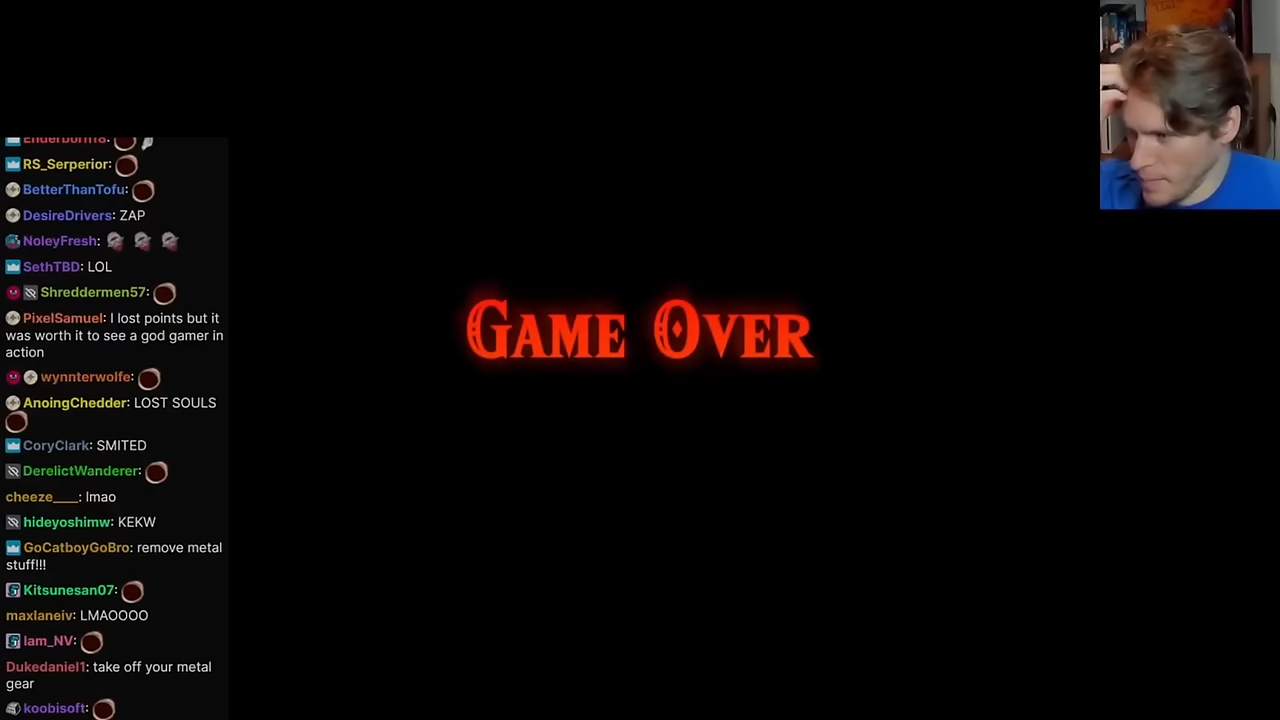 Enderborn18:
RS_Serperior:
BetterThanTofu:
DesireDrivers: ZAP
NoleyFresh:
SethTBD: LOL
Shreddermen57:
PixelSamuel: I lost points but it
was worth it to see a god gamer in
action
wynnterwolfe:
AnoingChedder: LOST SOULS
CoryClark: SMITED
DerelictWanderer:
cheeze____: lmao
hideyoshimw: KEKW
GoCatboyGoBro: remove metal
stuff!!!
Kitsunesan07:
maxlaneiv: LMAOOOO
Iam_NV:
Dukedaniel1: take off your metal
gear
koobisoft:
Game Over